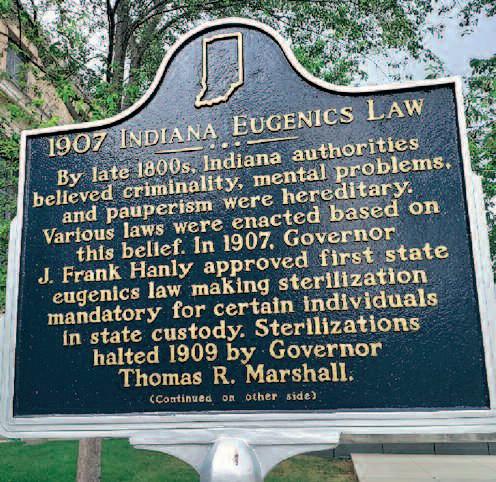 1907 INDIANA EUGENICS LAW
By late 1800s, Indiana authorities
believed criminality, mental problems,
and pauperism were hereditary.
Various laws were enacted based on
this belief. In 1907, Governor
J. Frank Hanly approved first state
eugenics law making sterilization
mandatory for certain individuals
in state custody. Sterilizations
halted 1909 by Governor
Thomas R. Marshall.
(Continued on other side)